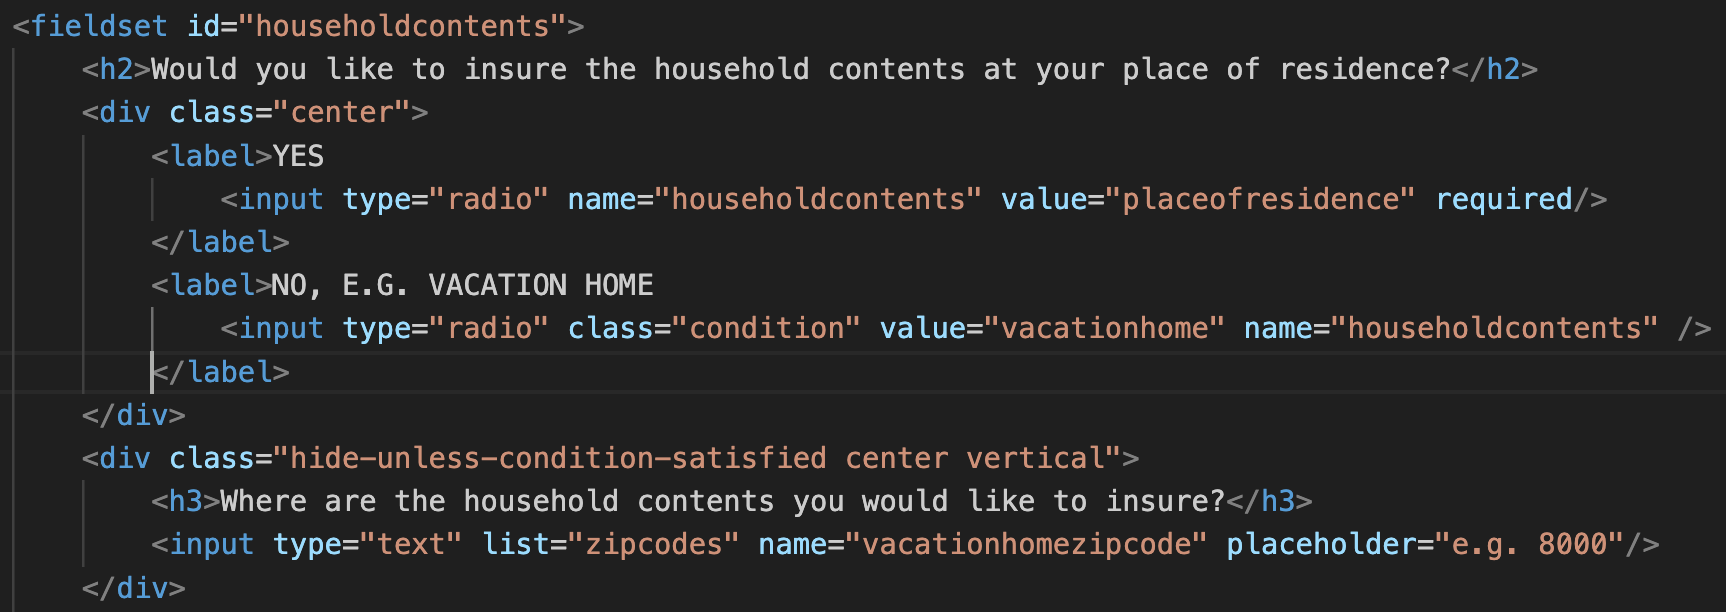 <fieldset id="householdcontents">
    <h2>Would you like to insure the household contents at your place of residence?</h2>
    <div class="center">
        <label>YES
            <input type="radio" name="householdcontents" value="placeofresidence" required/>
        </label>
        <label>NO, E.G. VACATION HOME
            <input type="radio" class="condition" value="vacationhome" name="householdcontents" />
        </label>
    </div>
    <div class="hide-unless-condition-satisfied center vertical">
        <h3>Where are the household contents you would like to insure?</h3>
        <input type="text" list="zipcodes" name="vacationhomezipcode" placeholder="e.g. 8000"/>
    </div>